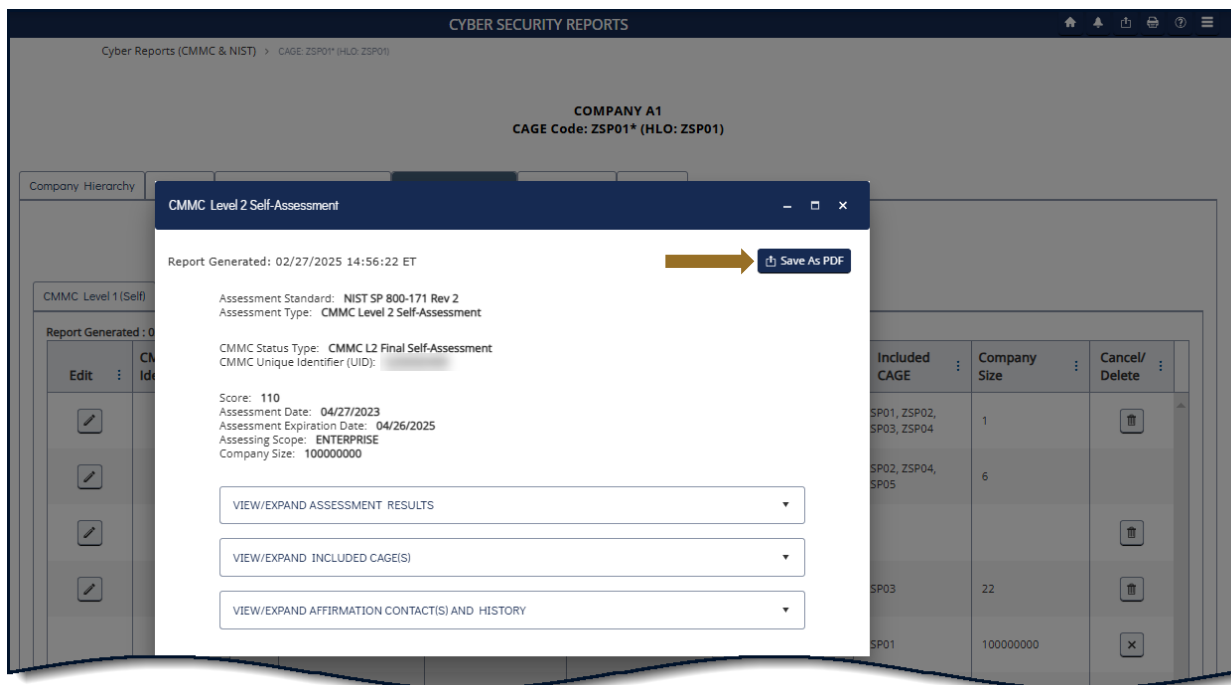 CYBER SECURITY REPORTS
Cyber Reports (CMMC & NIST) > CAGE: ZSP01* (HLO: ZSP01)
COMPANY A1
CAGE Code: ZSP01* (HLO: ZSP01)
Company Hierarchy
CMMC Level 2 Self-Assessment
Report Generated: 02/27/2025 14:56:22 ET
Save As PDF
Assessment Standard: NIST SP 800-171 Rev 2
Assessment Type: CMMC Level 2 Self-Assessment
CMMC Status Type: CMMC L2 Final Self-Assessment
CMMC Unique Identifier (UID):
Score: 110
Assessment Date: 04/27/2023
Assessment Expiration Date: 04/26/2025
Assessing Scope: ENTERPRISE
Company Size: 100000000
VIEW/EXPAND ASSESSMENT RESULTS
VIEW/EXPAND INCLUDED CAGE(S)
VIEW/EXPAND AFFIRMATION CONTACT(S) AND HISTORY
CMMC Level 1 (Self)
Report Generated : 0
Edit
Included CAGE
Company Size
Cancel/ Delete
SP01, ZSP02,
SP03, ZSP04
1
SP02, ZSP04,
SP05
6
SP03
22
SP01
100000000